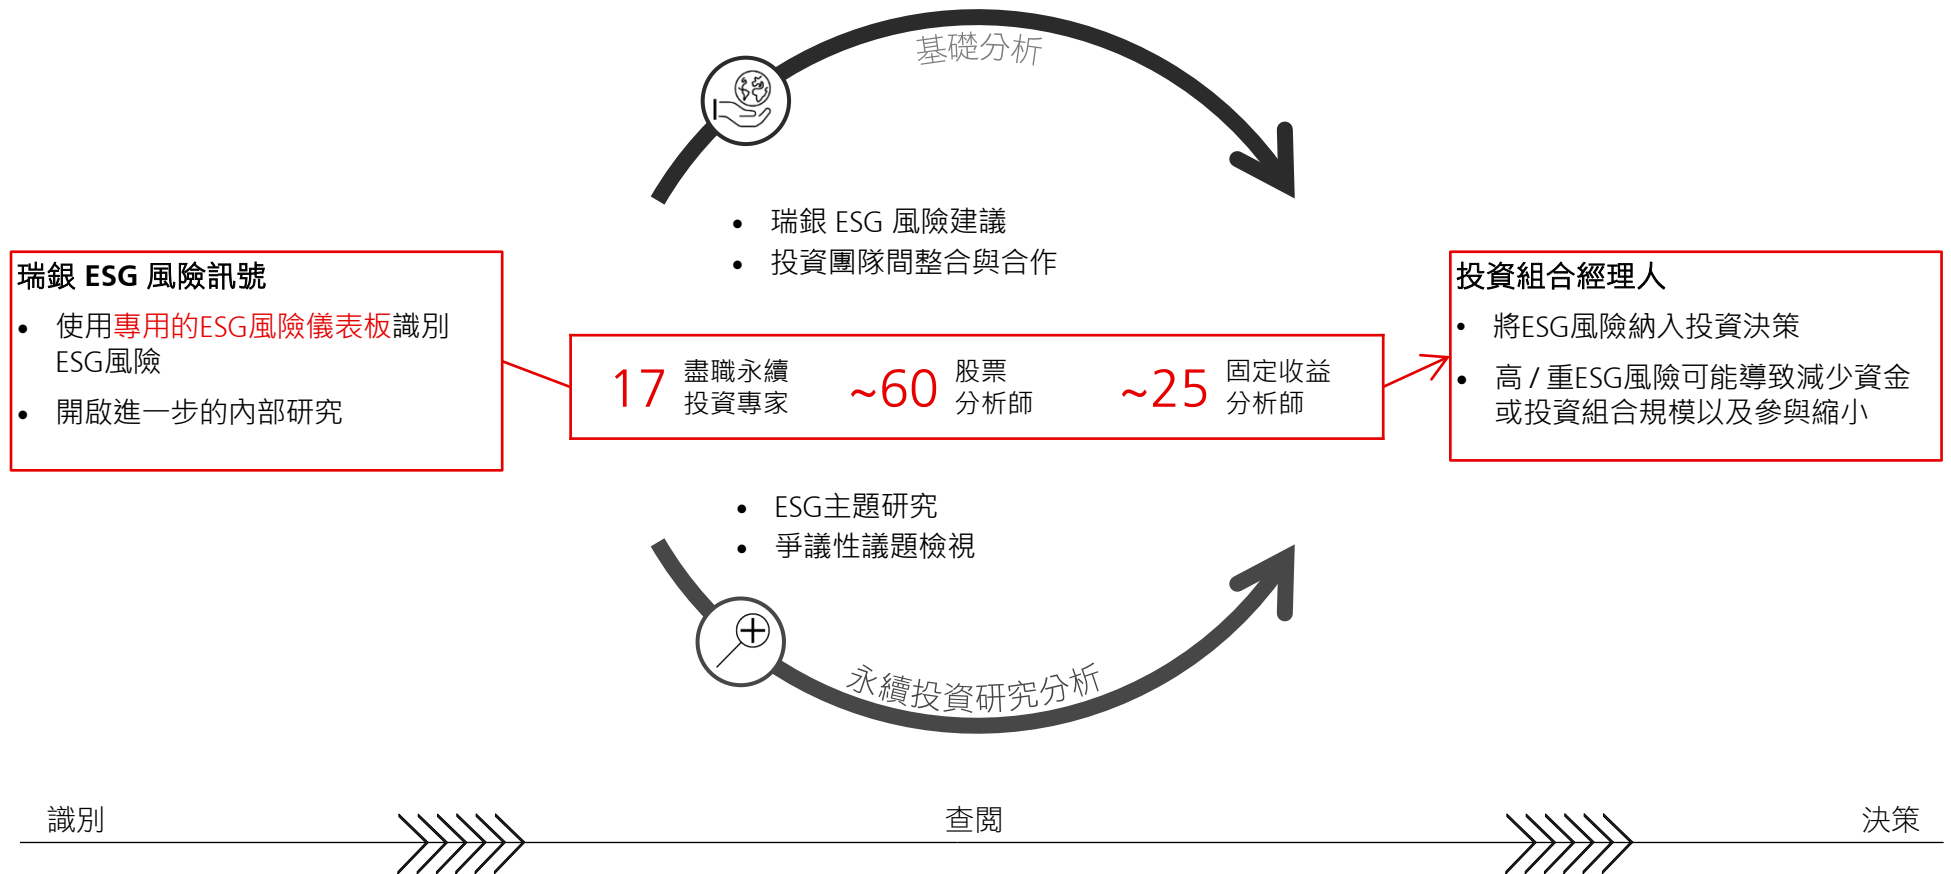 基礎分析
瑞銀 ESG 風險建議
投資團隊間整合與合作
瑞銀 ESG 風險訊號
使用專用的ESG風險儀表板識別
ESG風險
開啟進一步的內部研究
17 盡職永續
投資專家
~60 股票
分析師
~25 固定收益
分析師
投資組合經理人
將ESG風險納入投資決策
高 / 重ESG風險可能導致減少資金
或投資組合規模以及參與縮小
ESG主題研究
爭議性議題檢視
永續投資研究分析
識別
查閱
決策